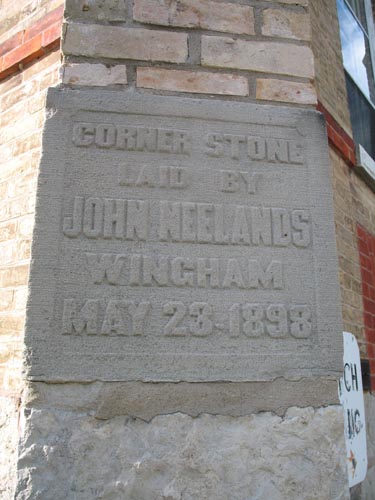 CORNER STONE
LAID BY
JOHN NEELANDS
WINGHAM
MAY 23 1898